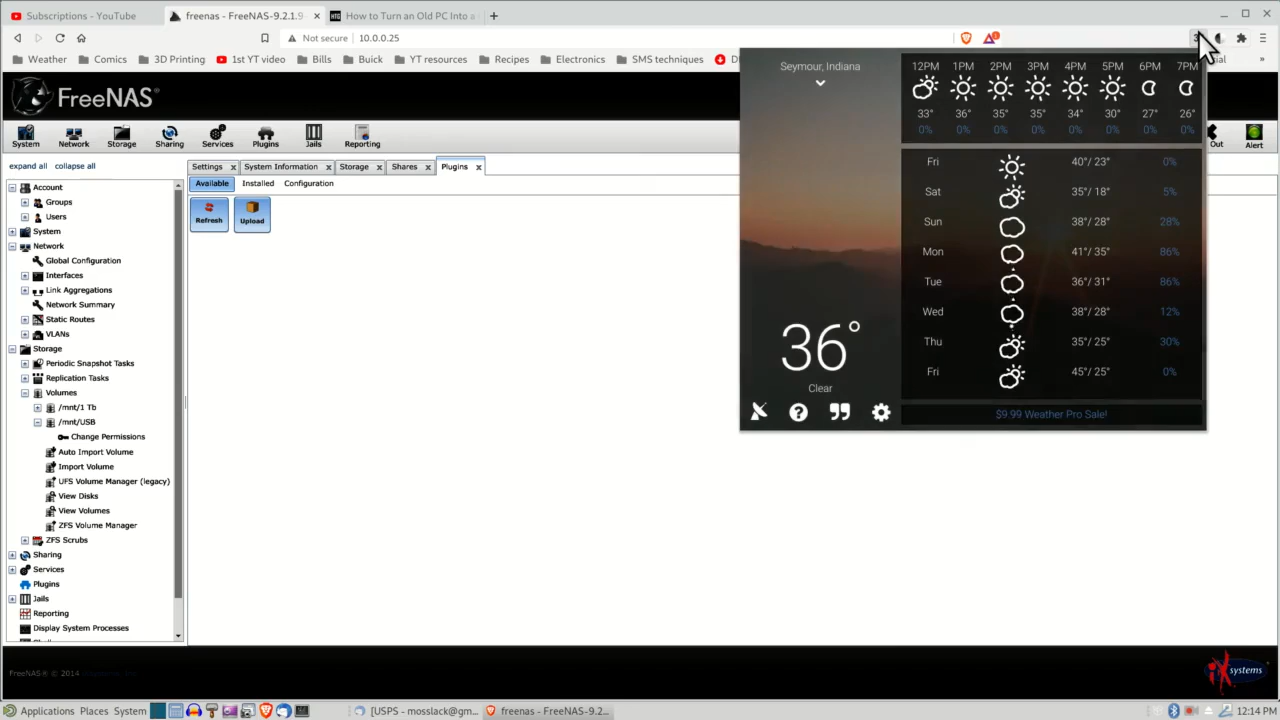 Subscriptions - YouTube
freenas - FreeNAS-9.2.1.9
How to Turn an Old PC Into a
Not secure 10.0.0.25
Weather Comics 3D Printing 1st YT video Bills Buick YT resources Recipes Electronics SMS techniques
FreeNAS®
System Network Storage Sharing Services Plugins Jails Reporting Out Alert
expand all collapse all
Settings System Information Storage Shares Plugins
Available Installed Configuration
Refresh Upload
Account
Groups
Users
System
Network
Global Configuration
Interfaces
Link Aggregations
Network Summary
Static Routes
VLANs
Storage
Periodic Snapshot Tasks
Replication Tasks
Volumes
/mnt/1 Tb
/mnt/USB
Change Permissions
Auto Import Volume
Import Volume
UFS Volume Manager (legacy)
View Disks
View Volumes
ZFS Volume Manager
ZFS Scrubs
Sharing
Services
Plugins
Jails
Reporting
Display System Processes
Seymour, Indiana
36°
Clear
12PM 1PM 2PM 3PM 4PM 5PM 6PM 7PM
33° 36° 35° 35° 34° 30° 27° 26°
0% 0% 0% 0% 0% 0% 0% 0%
Fri 40°/ 23° 0%
Sat 35°/ 18° 5%
Sun 38°/ 28° 28%
Mon 41°/ 35° 86%
Tue 36°/ 31° 86%
Wed 38°/ 28° 12%
Thu 35°/ 25° 30%
Fri 45°/ 25° 0%
$9.99 Weather Pro Sale!
FreeNAS® © 2014
systems
Applications Places System [USPS - mosslack@gm... freenas - FreeNAS-9.2... 12:14 PM